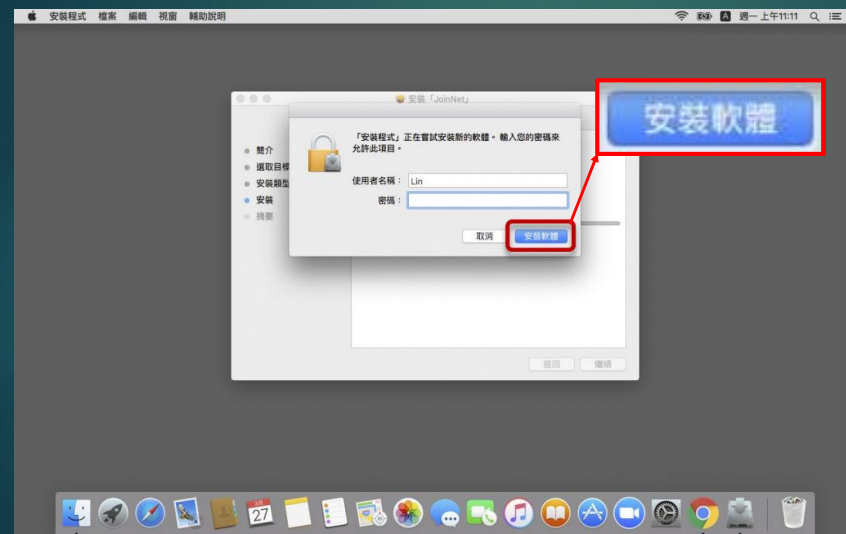 安裝程式 檔案 編輯 視窗 輔助說明
週一上午11:11
安裝「JoinNet」
安裝軟體
「安裝程式」正在嘗試安裝新的軟體。輸入您的密碼來
允許此項目。
簡介
選取目標
安裝類型
使用者名稱： Lin
安裝
密碼：
摘要
取消 安裝軟體
返回 繼續
27